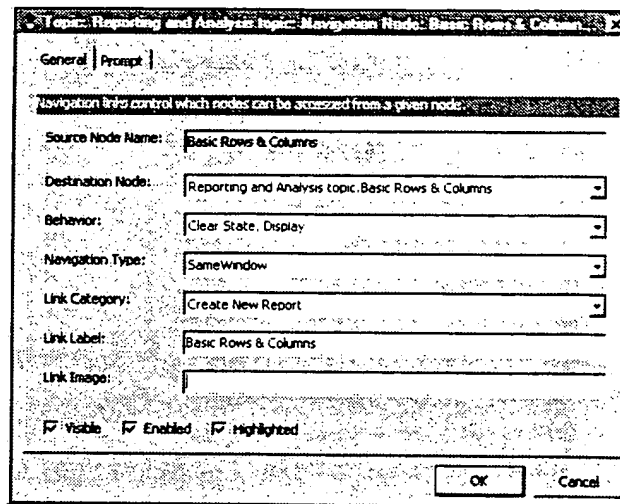 Topic: Reporting and Analysis topic: Navigation Node: Basic Rows & Column...
General Prompt
Navigation links control which nodes can be accessed from a given node.
Source Node Name: Basic Rows & Columns
Destination Node: Reporting and Analysis topic.Basic Rows & Columns
Behavior: Clear State, Display
Navigation Type: SameWindow
Link Category: Create New Report
Link Label: Basic Rows & Columns
Link Image:
Visible Enabled Highlighted
OK Cancel